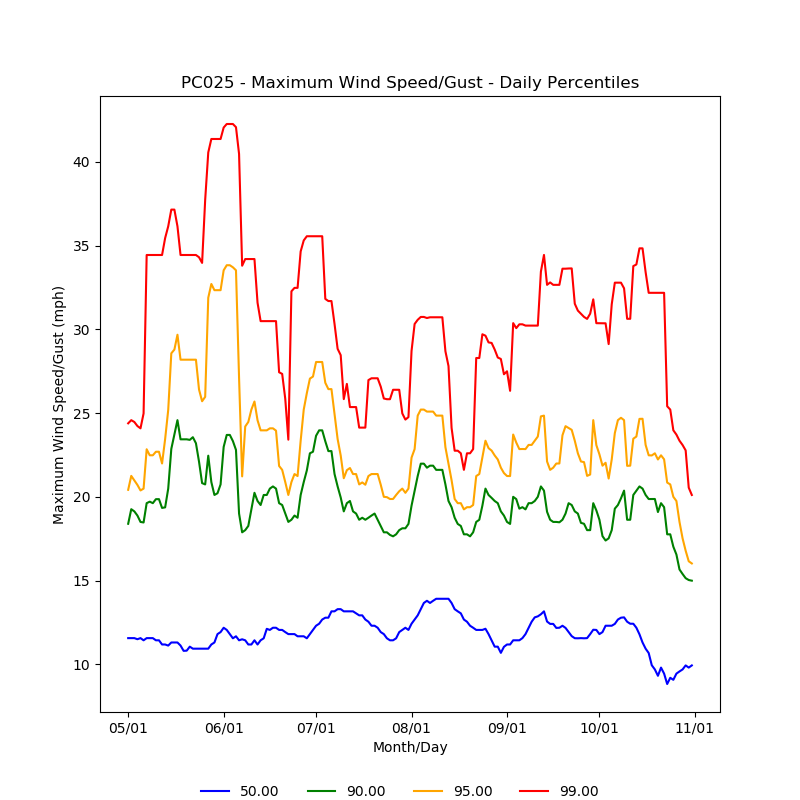 PC025 - Maximum Wind Speed/Gust - Daily Percentiles
40
35
30
25
20
15
10
Maximum Wind Speed/Gust (mph)
05/01 06/01 07/01 08/01 09/01 10/01 11/01
Month/Day
50.00 90.00 95.00 99.00